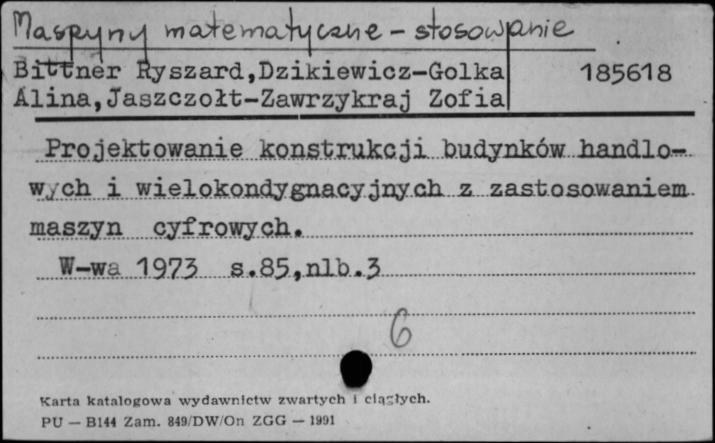 Maszyny matematyczne - stosowanie
Bittner Ryszard,Dzikiewicz-Golka
Alina,Jaszczołt-Zawrzykraj Zofia
185618
Projektowanie konstrukcji budynków handlo-
wych i wielokondygnacyjnych z zastosowaniem
maszyn cyfrowych.
W-wa 1973 s.85,nlb.3
6
Karta katalogowa wydawnictw zwartych i ciągłych.
PU — B144 Zam. 849/DW/On ZGG — 1991